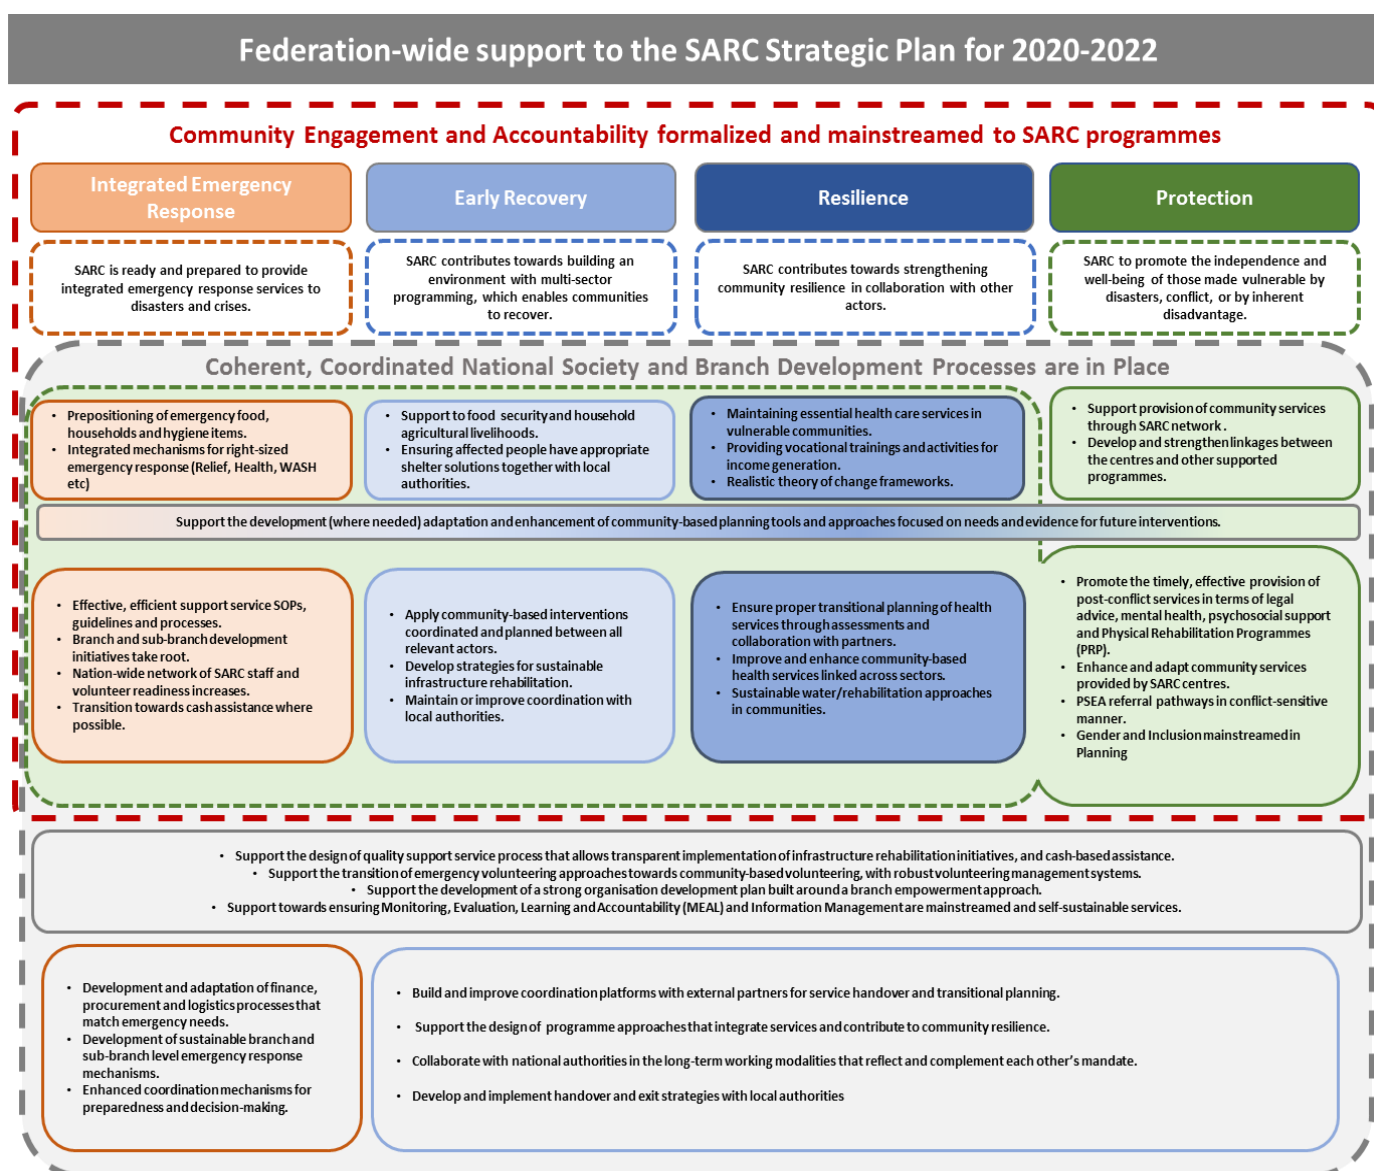 Federation-wide support to the SARC Strategic Plan for 2020-2022
Community Engagement and Accountability formalized and mainstreamed to SARC programmes
Integrated Emergency
Response
Early Recovery
Resilience
Protection
SARC is ready and prepared to provide
integrated emergency response services to
disasters and crises.
SARC contributes towards building an
environment with multi-sector
programming, which enables communities
to recover.
SARC contributes towards strengthening
community resilience in collaboration with other
actors.
SARC to promote the independence and
well-being of those made vulnerable by
disasters, conflict, or by inherent
disadvantage.
Coherent, Coordinated National Society and Branch Development Processes are in Place
• Prepositioning of emergency food,
households and hygiene items.
• Integrated mechanisms for right-sized
emergency response (Relief, Health, WASH
etc)
• Support to food security and household
agricultural livelihoods.
• Ensuring affected people have appropriate
shelter solutions together with local
authorities.
• Maintaining essential health care services in
vulnerable communities.
• Providing vocational trainings and activities for
income generation.
• Realistic theory of change frameworks.
• Support provision of community services
through SARC network .
• Develop and strengthen linkages between
the centres and other supported
programmes.
Support the development (where needed) adaptation and enhancement of community-based planning tools and approaches focused on needs and evidence for future interventions.
• Effective, efficient support service SOPs,
guidelines and processes.
• Branch and sub-branch development
initiatives take root.
• Nation-wide network of SARC staff and
volunteer readiness increases.
• Transition towards cash assistance where
possible.
• Apply community-based interventions
coordinated and planned between all
relevant actors.
• Develop strategies for sustainable
infrastructure rehabilitation.
• Maintain or improve coordination with
local authorities.
• Ensure proper transitional planning of health
services through assessments and
collaboration with partners.
• Improve and enhance community-based
health services linked across sectors.
• Sustainable water/rehabilitation approaches
in communities.
• Promote the timely, effective provision of
post-conflict services in terms of legal
advice, mental health, psychosocial support
and Physical Rehabilitation Programmes
(PRP).
• Enhance and adapt community services
provided by SARC centres.
• PSEA referral pathways in conflict-sensitive
manner.
• Gender and Inclusion mainstreamed in
Planning
• Support the design of quality support service process that allows transparent implementation of infrastructure rehabilitation initiatives, and cash-based assistance.
• Support the transition of emergency volunteering approaches towards community-based volunteering, with robust volunteering management systems.
• Support the development of a strong organisation development plan built around a branch empowerment approach.
• Support towards ensuring Monitoring, Evaluation, Learning and Accountability (MEAL) and Information Management are mainstreamed and self-sustainable services.
• Development and adaptation of finance,
procurement and logistics processes that
match emergency needs.
• Development of sustainable branch and
sub-branch level emergency response
mechanisms.
• Enhanced coordination mechanisms for
preparedness and decision-making.
• Build and improve coordination platforms with external partners for service handover and transitional planning.
• Support the design of programme approaches that integrate services and contribute to community resilience.
• Collaborate with national authorities in the long-term working modalities that reflect and complement each other's mandate.
• Develop and implement handover and exit strategies with local authorities